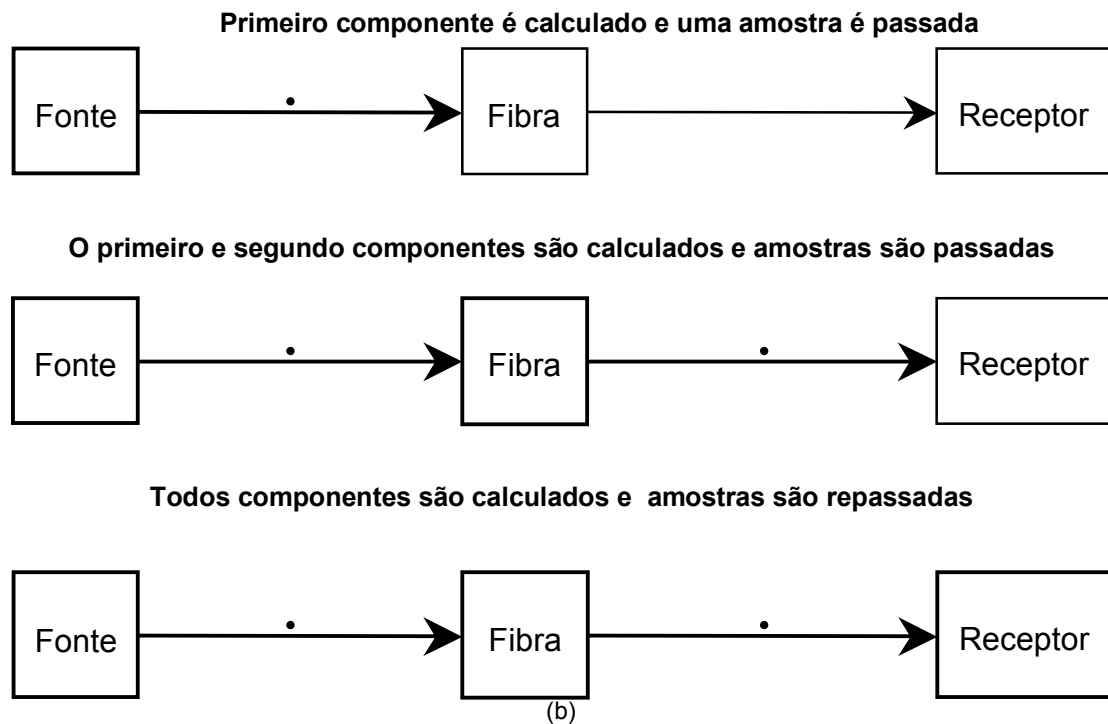 Primeiro componente é calculado e uma amostra é passada
Fonte Fibra Receptor
O primeiro e segundo componentes são calculados e amostras são passadas
Fonte Fibra Receptor
Todos componentes são calculados e amostras são repassadas
Fonte Fibra Receptor
(b)